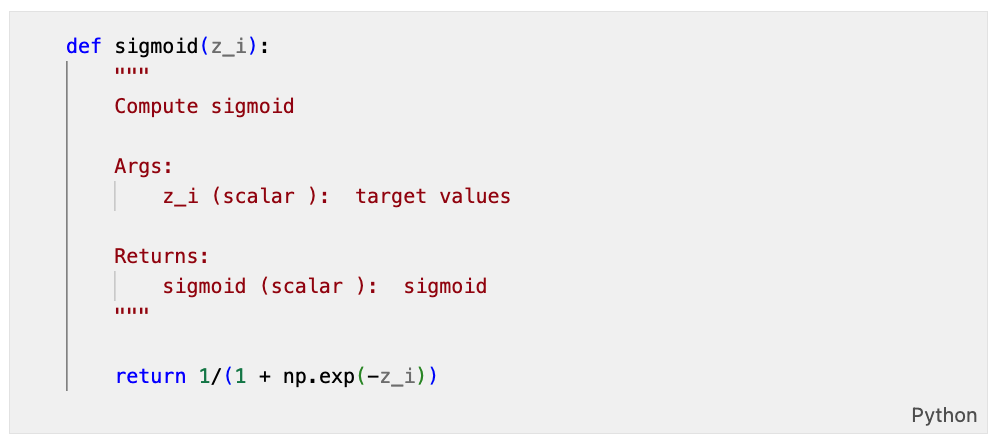 def sigmoid(z_i):
    """
    Compute sigmoid

    Args:
        z_i (scalar ):  target values

    Returns:
        sigmoid (scalar ):  sigmoid
    """

    return 1/(1 + np.exp(-z_i))
Python